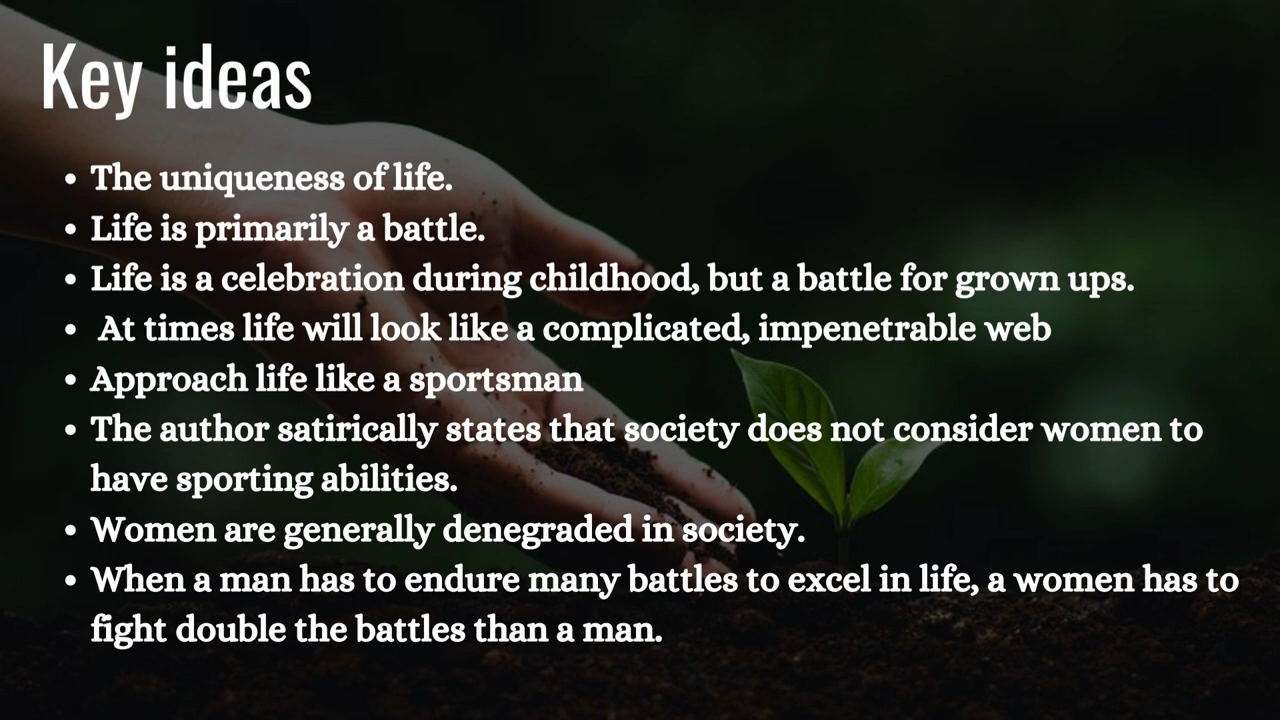 Key ideas
• The uniqueness of life.
• Life is primarily a battle.
• Life is a celebration during childhood, but a battle for grown ups.
• At times life will look like a complicated, impenetrable web
• Approach life like a sportsman
• The author satirically states that society does not consider women to
have sporting abilities.
• Women are generally denegraded in society.
• When a man has to endure many battles to excel in life, a women has to
fight double the battles than a man.